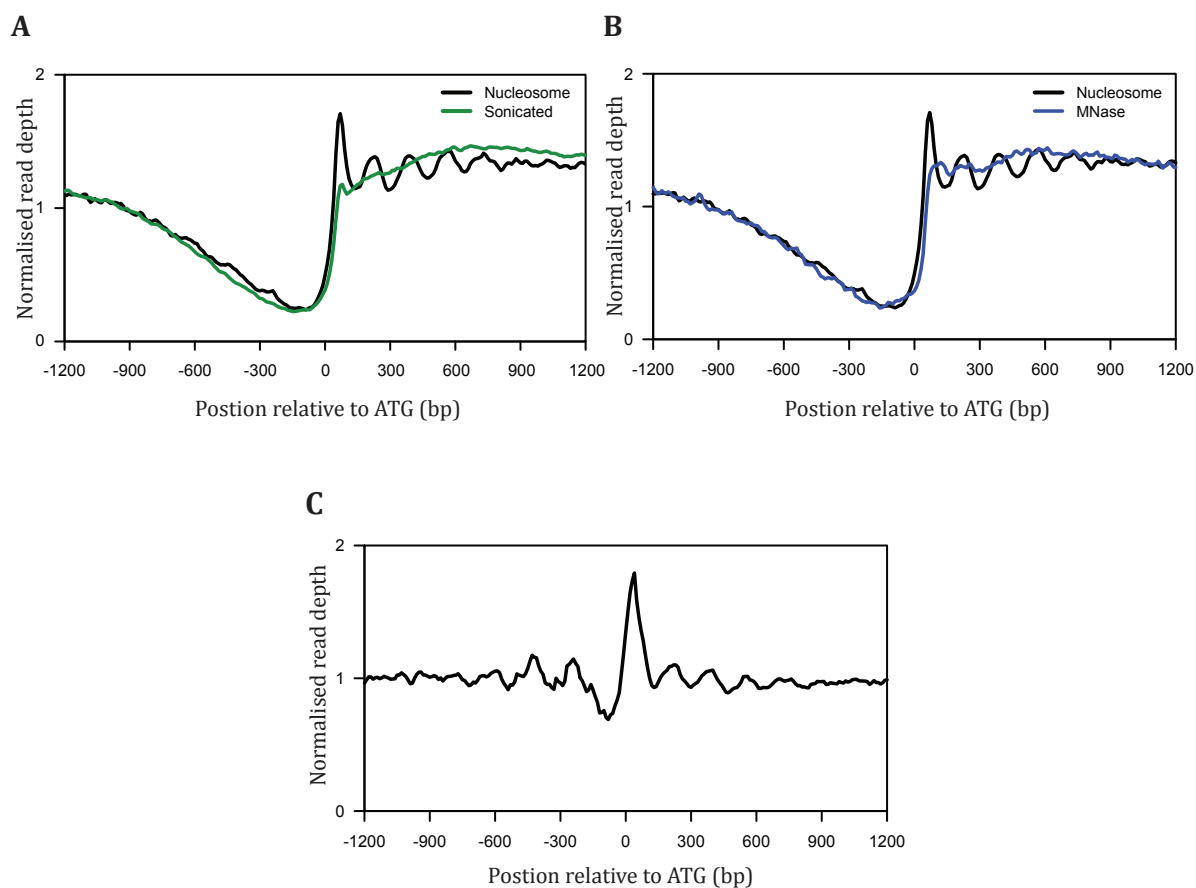 A
2
Nucleosome
Sonicated
Normalised read depth
1
0
-1200 -900 -600 -300 0 300 600 900 1200
Postion relative to ATG (bp)
B
2
Nucleosome
MNase
Normalised read depth
1
0
-1200 -900 -600 -300 0 300 600 900 1200
Postion relative to ATG (bp)
C
2
Normalised read depth
1
0
-1200 -900 -600 -300 0 300 600 900 1200
Postion relative to ATG (bp)